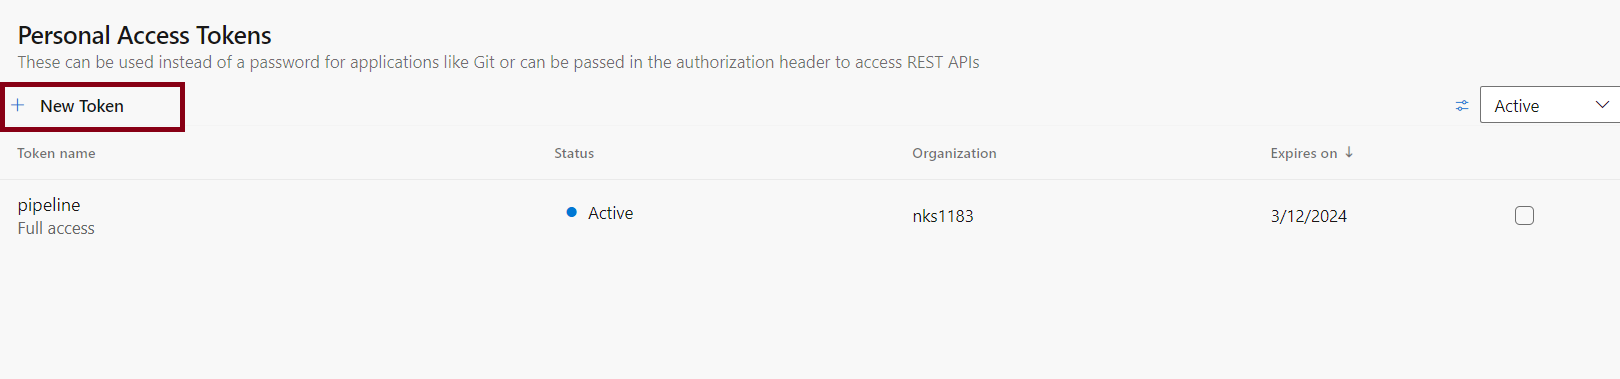 Personal Access Tokens
These can be used instead of a password for applications like Git or can be passed in the authorization header to access REST APIs
+ New Token
Active
Token name Status Organization Expires on ↓
pipeline Active nks1183 3/12/2024
Full access